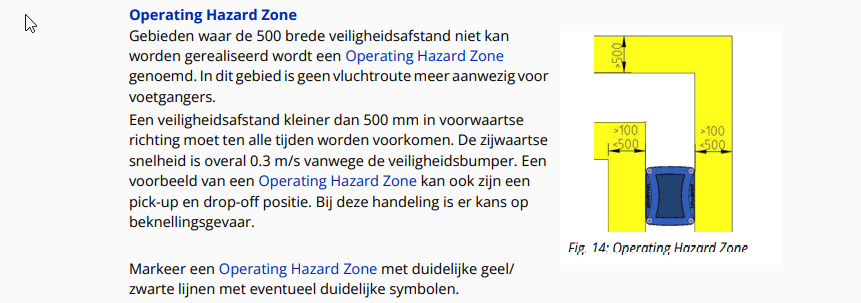 Operating Hazard Zone
Gebieden waar de 500 brede veiligheidsafstand niet kan
worden gerealiseerd wordt een Operating Hazard Zone
genoemd. In dit gebied is geen vluchtroute meer aanwezig voor
voetgangers.
Een veiligheidsafstand kleiner dan 500 mm in voorwaartse
richting moet ten alle tijden worden voorkomen. De zijwaartse
snelheid is overal 0.3 m/s vanwege de veiligheidsbumper. Een
voorbeeld van een Operating Hazard Zone kan ook zijn een
pick-up en drop-off positie. Bij deze handeling is er kans op
beknellingsgevaar.
Markeer een Operating Hazard Zone met duidelijke geel/
zwarte lijnen met eventueel duidelijke symbolen.
>500
>100
<500
>100
<500
Fig. 14: Operating Hazard Zone